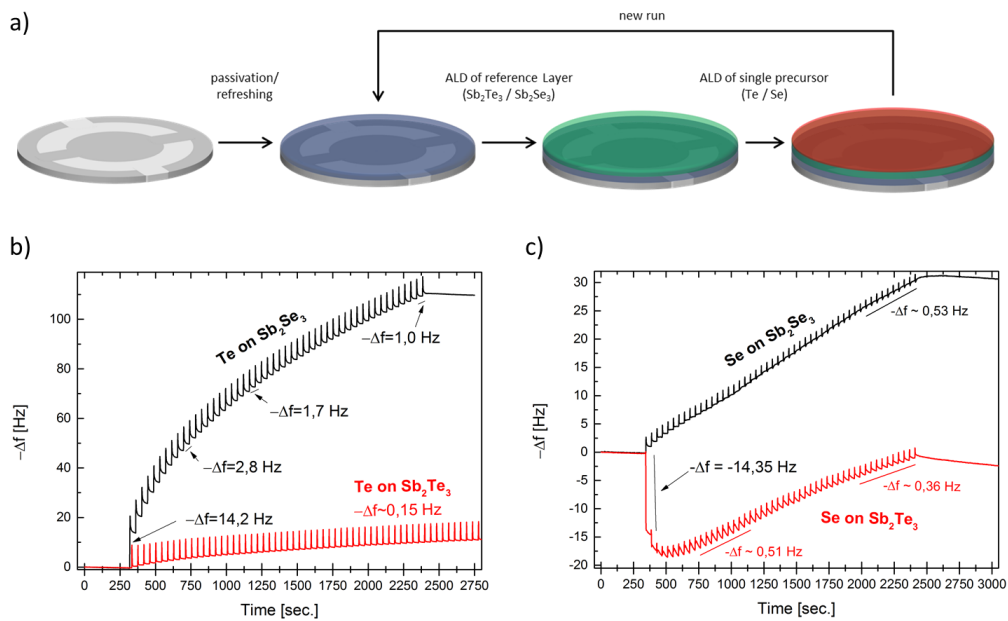 a)
new run
passivation/
refreshing
ALD of reference Layer
(Sb₂Te₃ / Sb₂Se₃)
ALD of single precursor
(Te / Se)
b)
−Δf [Hz]
100
80
60
40
20
0
Te on Sb₂Se₃
−Δf=1,0 Hz
−Δf=1,7 Hz
−Δf=2,8 Hz
Te on Sb₂Te₃
−Δf~0,15 Hz
−Δf=14,2 Hz
0 250 500 750 1000 1250 1500 1750 2000 2250 2500 2750
Time [sec.]
c)
−Δf [Hz]
30
25
20
15
10
5
0
-5
-10
-15
-20
Se on Sb₂Se₃
-Δf ~ 0,53 Hz
-Δf = -14,35 Hz
-Δf ~ 0,36 Hz
Se on Sb₂Te₃
-Δf ~ 0,51 Hz
0 250 500 750 1000 1250 1500 1750 2000 2250 2500 2750 3000
Time [sec.]